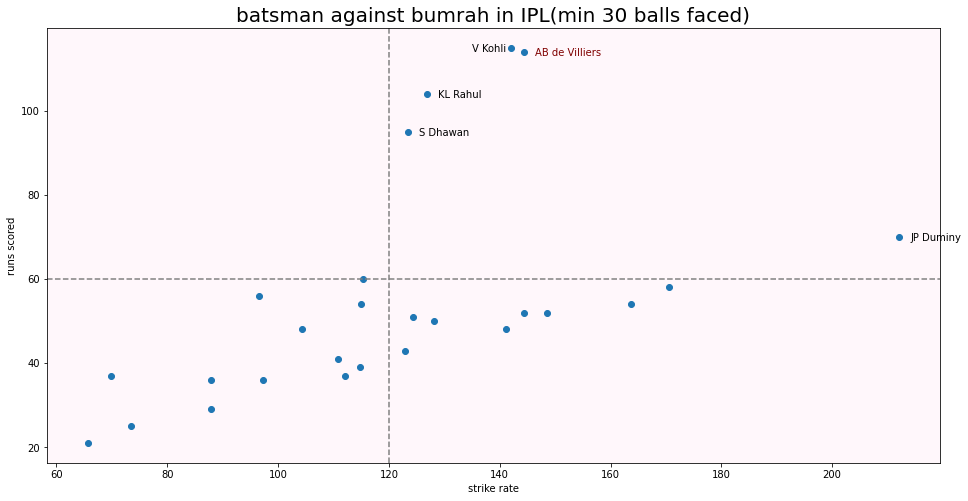 batsman against bumrah in IPL(min 30 balls faced)
V Kohli
AB de Villiers
KL Rahul
S Dhawan
JP Duminy
runs scored
100
80
60
40
20
60
80
100
120
140
160
180
200
strike rate